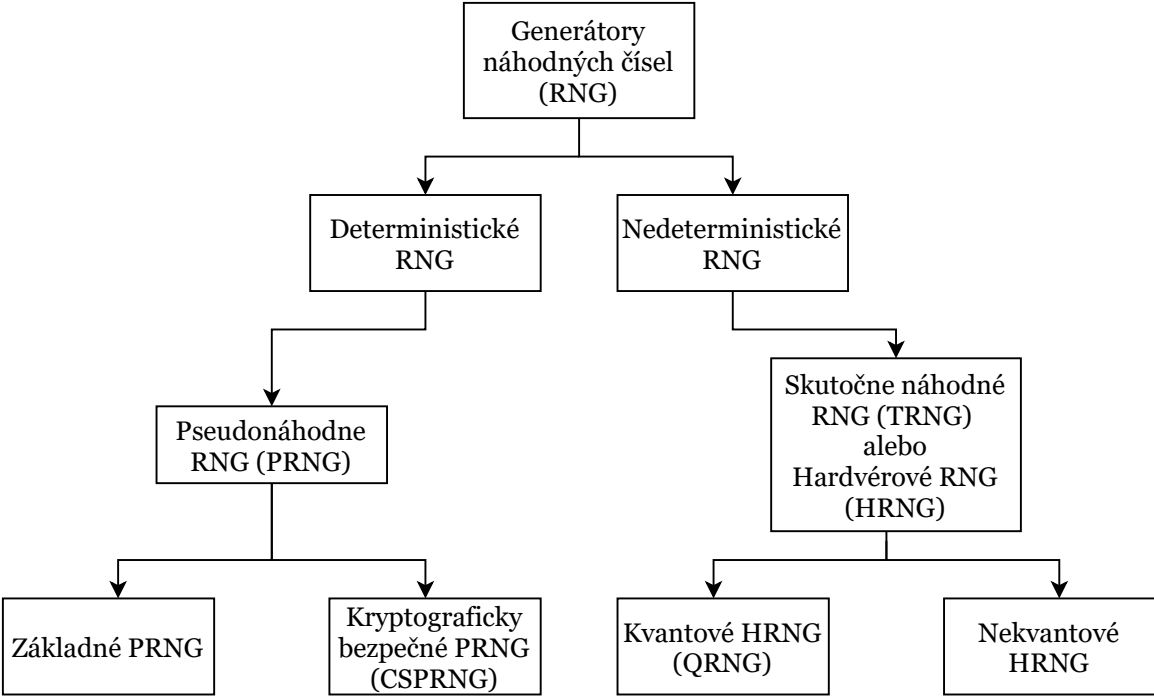 Generátory
náhodných čísel
(RNG)
Deterministické
RNG
Nedeterministické
RNG
Pseudonáhodne
RNG (PRNG)
Skutočne náhodné
RNG (TRNG)
alebo
Hardvérové RNG
(HRNG)
Základné PRNG
Kryptograficky
bezpečné PRNG
(CSPRNG)
Kvantové HRNG
(QRNG)
Nekvantové
HRNG